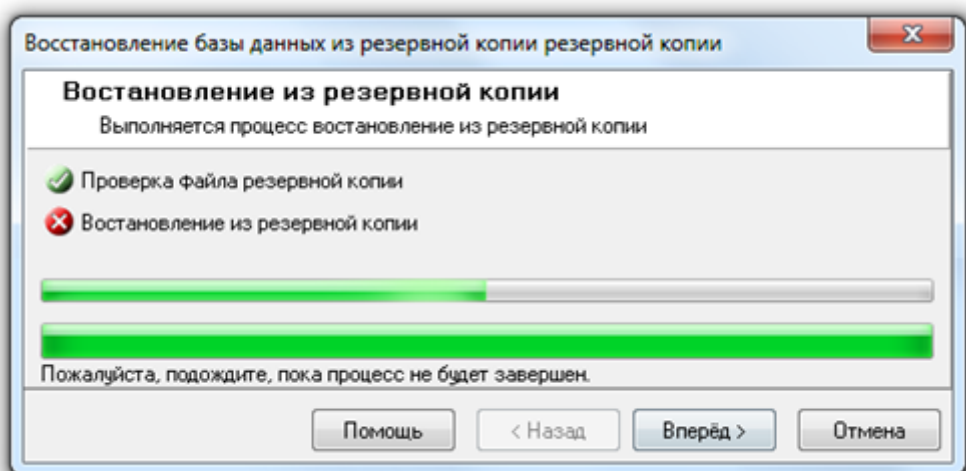 Восстановление базы данных из резервной копии резервной копии
Востановление из резервной копии
Выполняется процесс востановление из резервной копии
Проверка файла резервной копии
Востановление из резервной копии
Пожалуйста, подождите, пока процесс не будет завершен.
Помощь < Назад Вперёд > Отмена